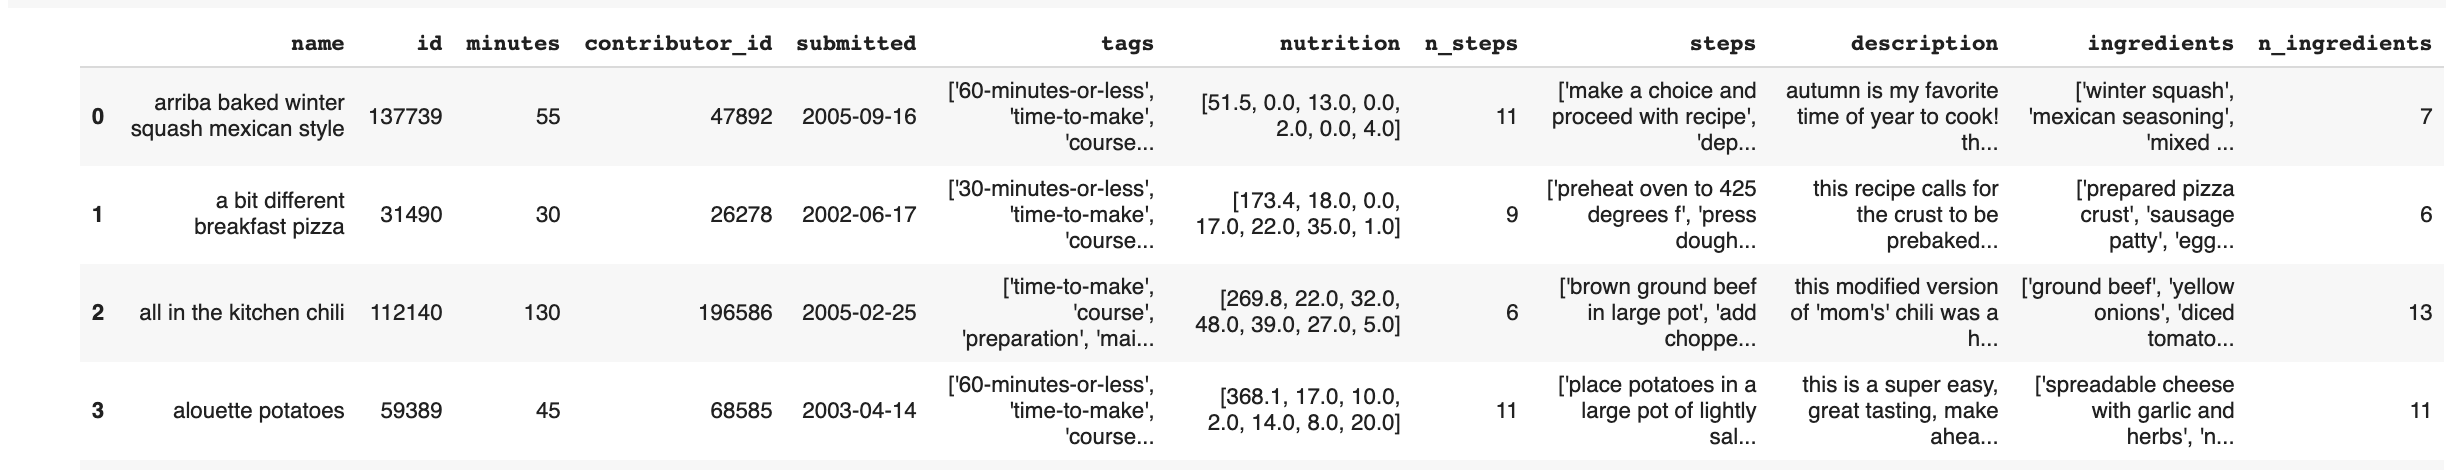 name id minutes contributor_id submitted tags nutrition n_steps steps description ingredients n_ingredients
0 arriba baked winter squash mexican style 137739 55 47892 2005-09-16 ['60-minutes-or-less', 'time-to-make', 'course... [51.5, 0.0, 13.0, 0.0, 2.0, 0.0, 4.0] 11 ['make a choice and proceed with recipe', 'dep... autumn is my favorite time of year to cook! th... ['winter squash', 'mexican seasoning', 'mixed ... 7
1 a bit different breakfast pizza 31490 30 26278 2002-06-17 ['30-minutes-or-less', 'time-to-make', 'course... [173.4, 18.0, 0.0, 17.0, 22.0, 35.0, 1.0] 9 ['preheat oven to 425 degrees f', 'press dough... this recipe calls for the crust to be prebaked... ['prepared pizza crust', 'sausage patty', 'egg... 6
2 all in the kitchen chili 112140 130 196586 2005-02-25 ['time-to-make', 'course', 'preparation', 'mai... [269.8, 22.0, 32.0, 48.0, 39.0, 27.0, 5.0] 6 ['brown ground beef in large pot', 'add choppe... this modified version of 'mom's' chili was a h... ['ground beef', 'yellow onions', 'diced tomato... 13
3 alouette potatoes 59389 45 68585 2003-04-14 ['60-minutes-or-less', 'time-to-make', 'course... [368.1, 17.0, 10.0, 2.0, 14.0, 8.0, 20.0] 11 ['place potatoes in a large pot of lightly sal... this is a super easy, great tasting, make ahea... ['spreadable cheese with garlic and herbs', 'n... 11